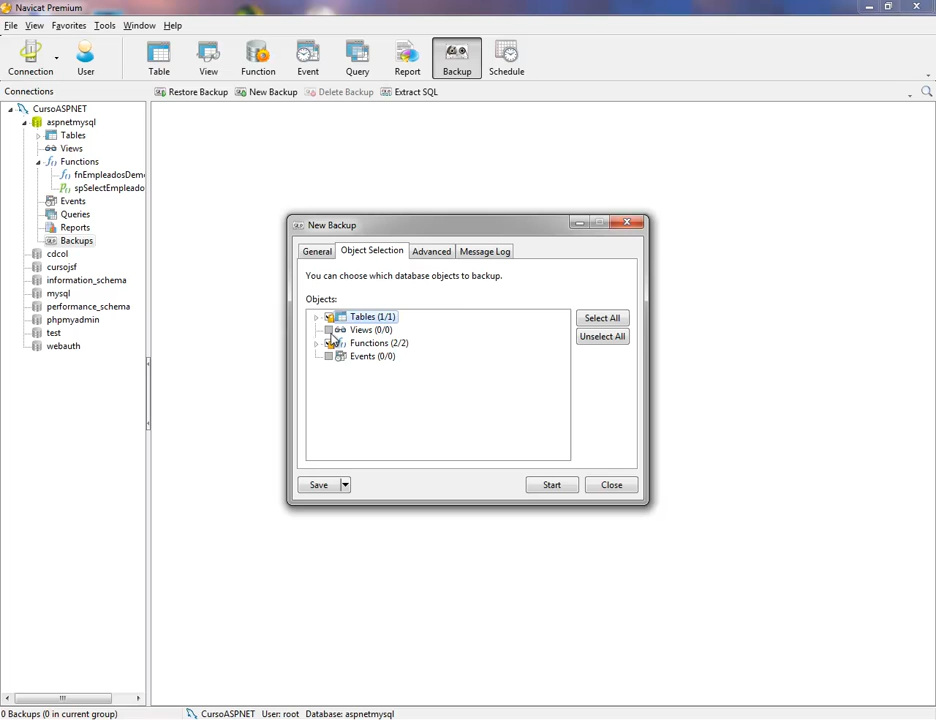 Navicat Premium
File View Favorites Tools Window Help
Connection User Table View Function Event Query Report Backup Schedule
Connections
Restore Backup New Backup Delete Backup Extract SQL
CursoASPNET
aspnetmysql
Tables
Views
Functions
fnEmpleadosDemo
spSelectEmpleado
Events
Queries
Reports
Backups
cdcol
cursojsf
information_schema
mysql
performance_schema
phpmyadmin
test
webauth
New Backup
General Object Selection Advanced Message Log
You can choose which database objects to backup.
Objects:
Tables (1/1)
Views (0/0)
Functions (2/2)
Events (0/0)
Select All
Unselect All
Save Start Close
0 Backups (0 in current group) CursoASPNET User: root Database: aspnetmysql